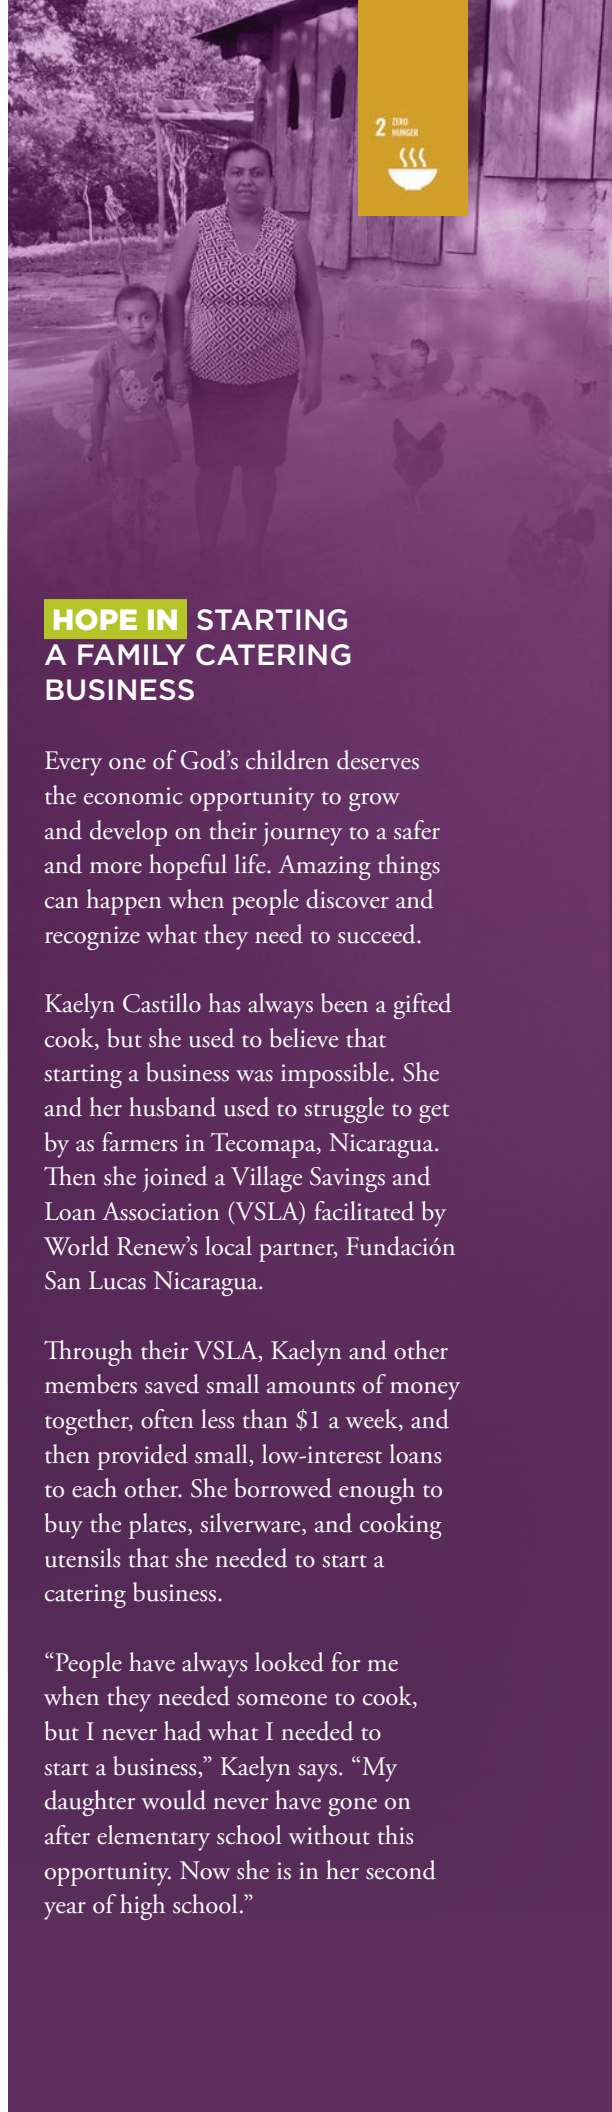 2 ZERO
HUNGER
HOPE IN STARTING
A FAMILY CATERING
BUSINESS
Every one of God’s children deserves
the economic opportunity to grow
and develop on their journey to a safer
and more hopeful life. Amazing things
can happen when people discover and
recognize what they need to succeed.
Kaelyn Castillo has always been a gifted
cook, but she used to believe that
starting a business was impossible. She
and her husband used to struggle to get
by as farmers in Tecomapa, Nicaragua.
Then she joined a Village Savings and
Loan Association (VSLA) facilitated by
World Renew’s local partner, Fundación
San Lucas Nicaragua.
Through their VSLA, Kaelyn and other
members saved small amounts of money
together, often less than $1 a week, and
then provided small, low-interest loans
to each other. She borrowed enough to
buy the plates, silverware, and cooking
utensils that she needed to start a
catering business.
“People have always looked for me
when they needed someone to cook,
but I never had what I needed to
start a business,” Kaelyn says. “My
daughter would never have gone on
after elementary school without this
opportunity. Now she is in her second
year of high school.”